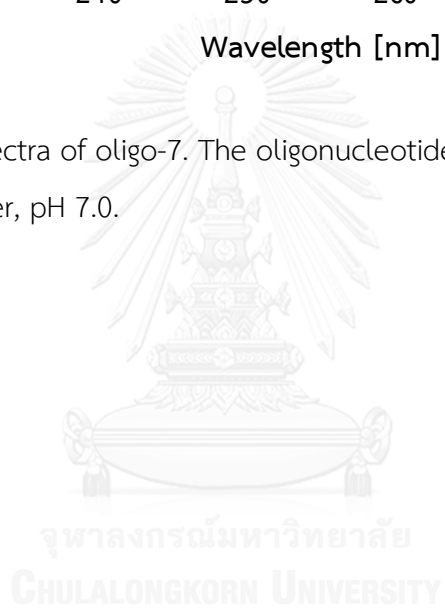 260
Wavelength [nm]
ectra of oligo-7. The oligonucleotide
er, pH 7.0.
จุฬาลงกรณ์มหาวิทยาลัย
CHULALONGKORN UNIVERSITY